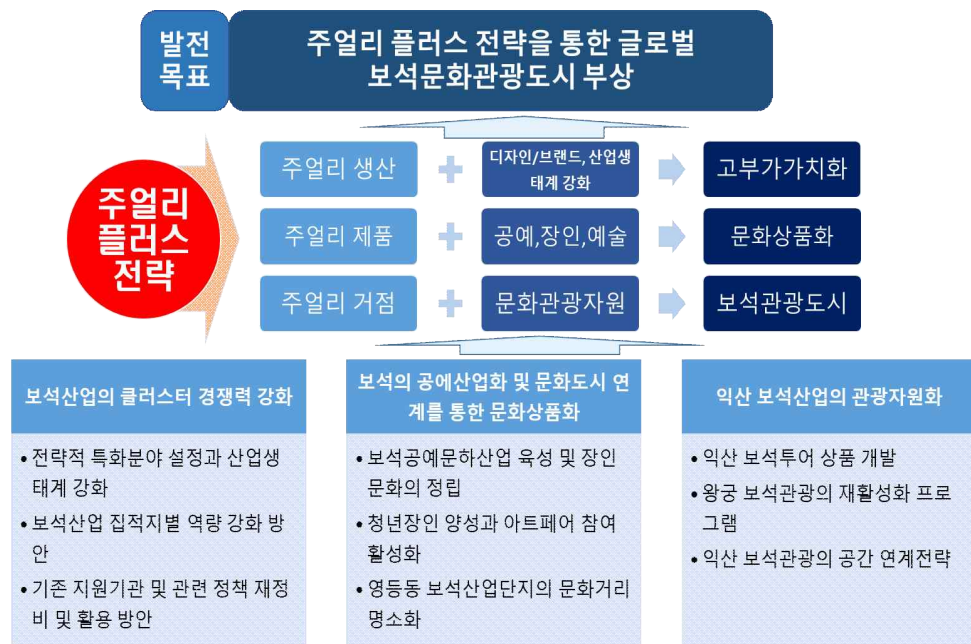 발전
목표
주얼리 플러스 전략을 통한 글로벌
보석문화관광도시 부상
주얼리
플러스
전략
주얼리 생산
+
디자인/브랜드, 산업생
태계 강화
고부가가치화
주얼리 제품
+
공예,장인,예술
문화상품화
주얼리 거점
+
문화관광자원
보석관광도시
보석산업의 클러스터 경쟁력 강화
• 전략적 특화분야 설정과 산업생
태계 강화
• 보석산업 집적지별 역량 강화 방
안
• 기존 지원기관 및 관련 정책 재정
비 및 활용 방안
보석의 공에산업화 및 문화도시 연
계를 통한 문화상품화
• 보석공예문하산업 육성 및 장인
문화의 정립
• 청년장인 양성과 아트페어 참여
활성화
• 영등동 보석산업단지의 문화거리
명소화
익산 보석산업의 관광자원화
• 익산 보석투어 상품 개발
• 왕궁 보석관광의 재활성화 프로
그램
• 익산 보석관광의 공간 연계전략